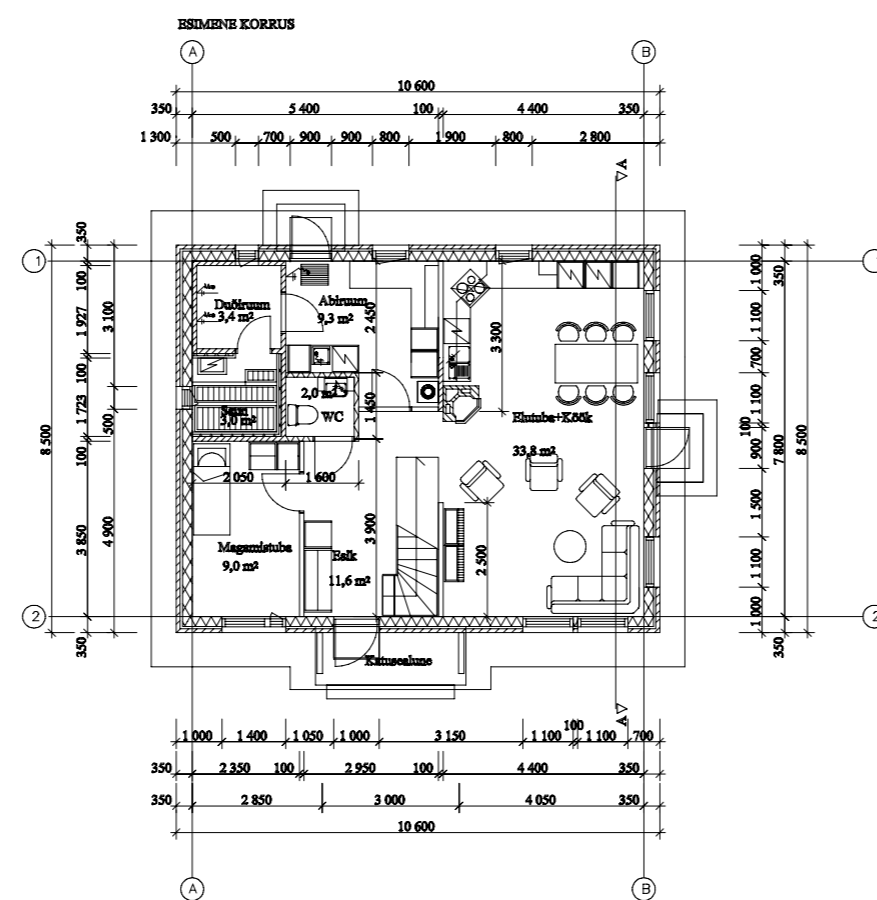 ESIMENE KORRUS
A B
10 600
350 5 400 100 4 400 350
1 300 500 700 900 900 800 1 900 800 2 800
A
1 1
350 100 1 927 100 1 723 100 3 850 350
3 100 500 4 900
8 500
Abiruum
9,3 m²
3,4 m²
2 450
3 300
2,0 m²
WC
1 450
3,0 m²
Elutuba+Köök
33,8 m²
2 050 1 600
3 900
2 500
Magamistuba
9,0 m²
Esik
11,6 m²
Katusealune
1 000 1 100 700 1 100 100 900 1 500 1 100 1 000
350 7 800 350
8 500
2 2
A
1 000 1 400 1 050 1 000 3 150 1 100 100 1 100 700
350 2 350 100 2 950 100 4 400 350
350 2 850 3 000 4 050 350
10 600
A B